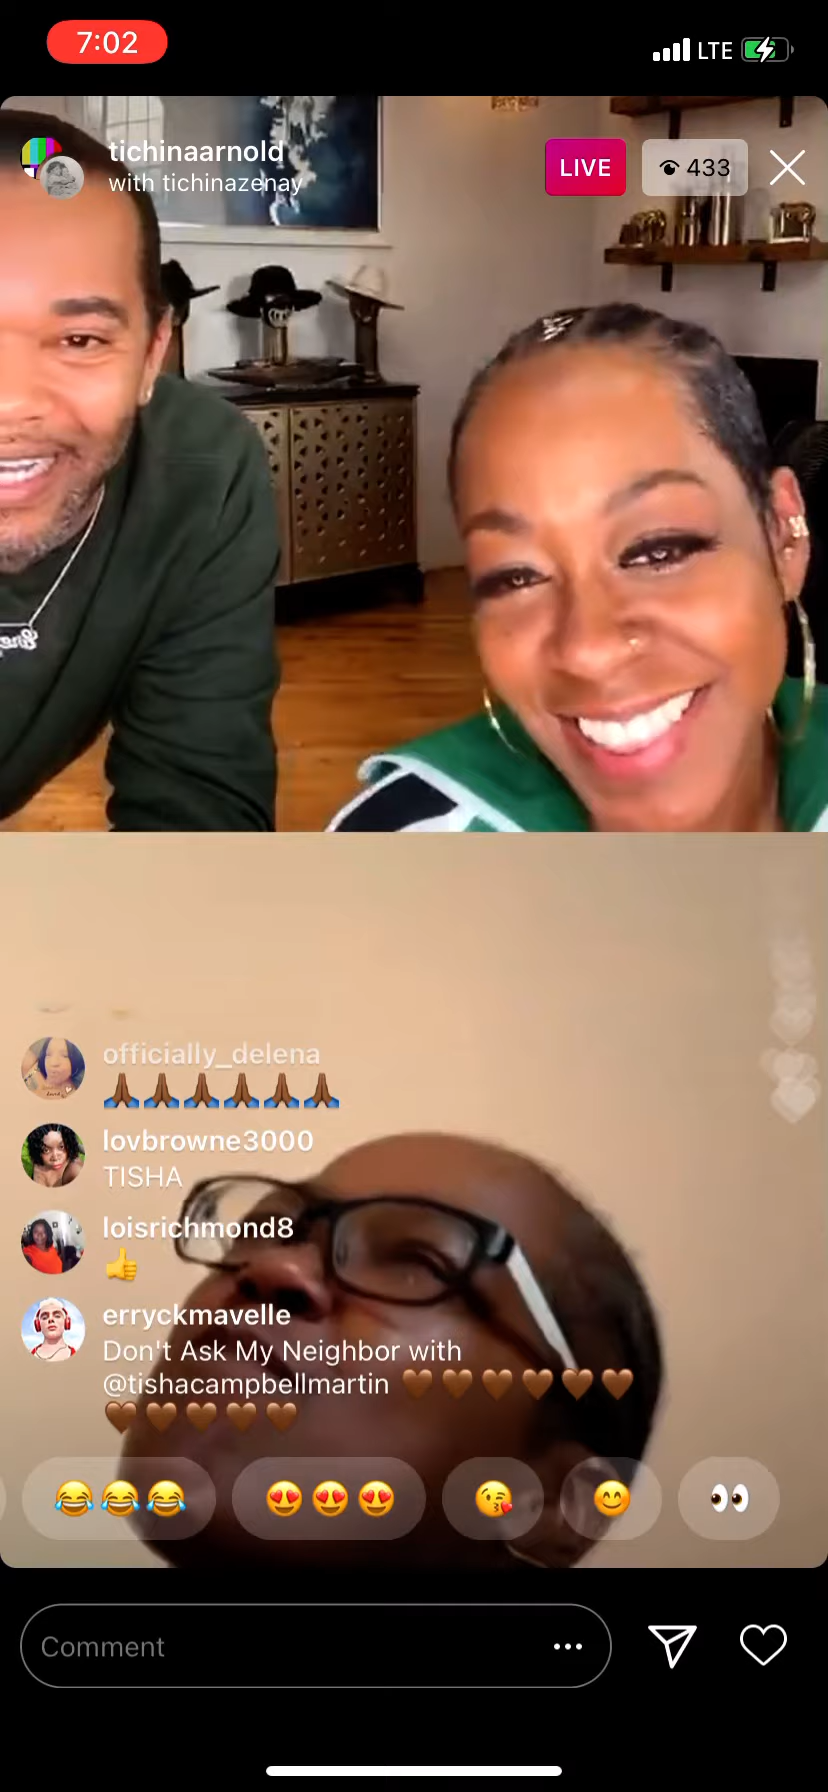 7:02
LTE
tichinaarnold
with tichinazenay
LIVE
433
officially_delena
🙏🏾🙏🏾🙏🏾🙏🏾🙏🏾🙏🏾
lovbrowne3000
TISHA
loisrichmond8
👍
erryckmavelle
Don't Ask My Neighbor with
@tishacampbellmartin 🤎🤎🤎🤎🤎🤎
🤎🤎🤎🤎🤎
😂😂😂 😍😍😍 😘 😊 👀
Comment